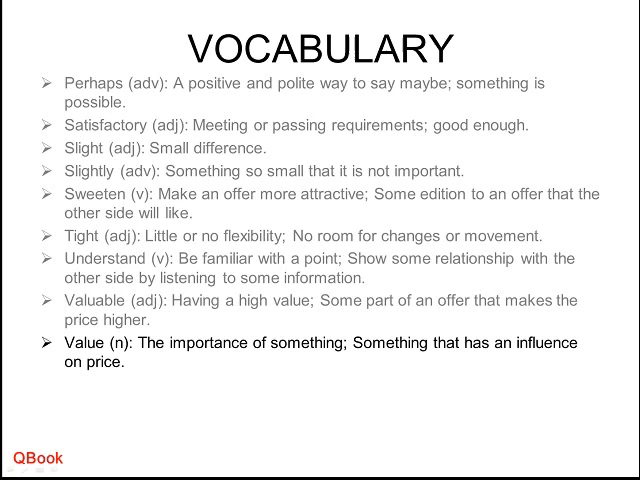 VOCABULARY
Perhaps (adv): A positive and polite way to say maybe; something is
possible.
Satisfactory (adj): Meeting or passing requirements; good enough.
Slight (adj): Small difference.
Slightly (adv): Something so small that it is not important.
Sweeten (v): Make an offer more attractive; Some edition to an offer that the
other side will like.
Tight (adj): Little or no flexibility; No room for changes or movement.
Understand (v): Be familiar with a point; Show some relationship with the
other side by listening to some information.
Valuable (adj): Having a high value; Some part of an offer that makes the
price higher.
Value (n): The importance of something; Something that has an influence
on price.
QBook